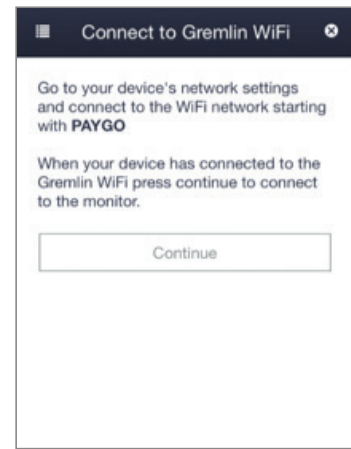 Connect to Gremlin WiFi
Go to your device's network settings
and connect to the WiFi network starting
with PAYGO
When your device has connected to the
Gremlin WiFi press continue to connect
to the monitor.
Continue